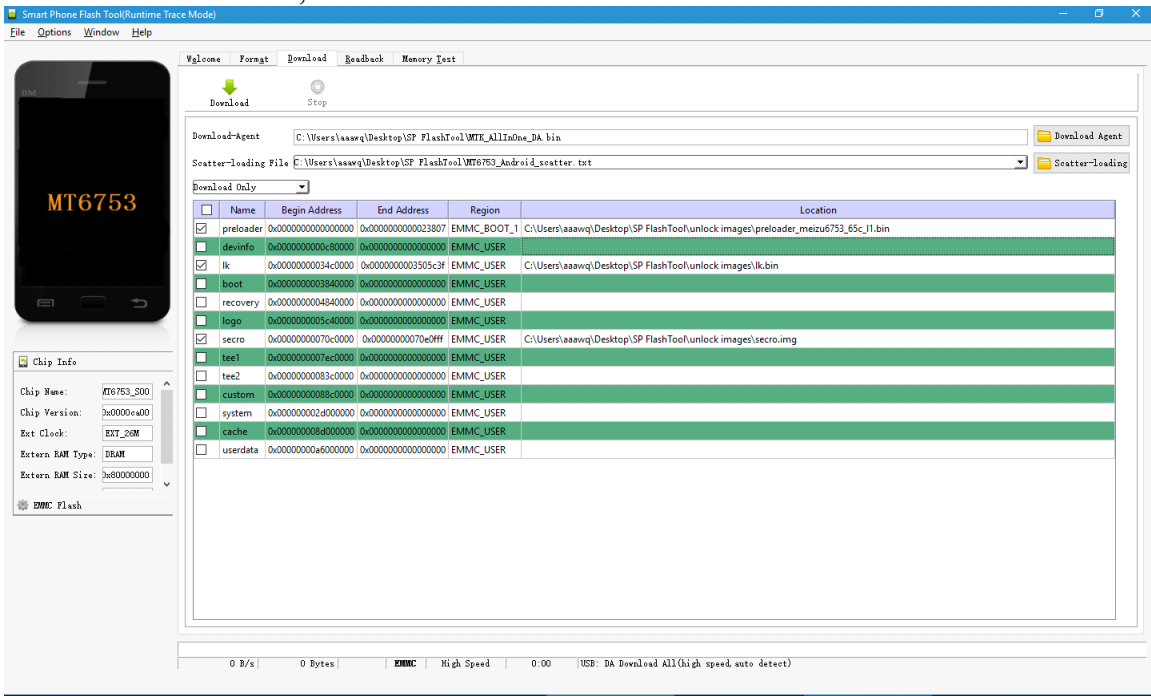 Smart Phone Flash Tool(Runtime Trace Mode)
File Options Window Help
Welcome Format Download Readback Memory Test
Download Stop
BM
MT6753
Download-Agent C:\Users\aaawq\Desktop\SP FlashTool\MTK_AllInOne_DA.bin Download Agent
Scatter-loading File C:\Users\aaawq\Desktop\SP FlashTool\MT6753_Android_scatter.txt Scatter-loading
Download Only
Name Begin Address End Address Region Location
preloader 0x0000000000000000 0x0000000000023807 EMMC_BOOT_1 C:\Users\aaawq\Desktop\SP FlashTool\unlock images\preloader_meizu6753_65c_l1.bin
devinfo 0x0000000000c80000 0x0000000000000000 EMMC_USER
lk 0x00000000034c0000 0x0000000003505c3f EMMC_USER C:\Users\aaawq\Desktop\SP FlashTool\unlock images\lk.bin
boot 0x0000000003840000 0x0000000000000000 EMMC_USER
recovery 0x0000000004840000 0x0000000000000000 EMMC_USER
logo 0x0000000005c40000 0x0000000000000000 EMMC_USER
secro 0x00000000070c0000 0x00000000070e0fff EMMC_USER C:\Users\aaawq\Desktop\SP FlashTool\unlock images\secro.img
tee1 0x0000000007ec0000 0x0000000000000000 EMMC_USER
tee2 0x00000000083c0000 0x0000000000000000 EMMC_USER
custom 0x00000000088c0000 0x0000000000000000 EMMC_USER
system 0x000000002d000000 0x0000000000000000 EMMC_USER
cache 0x000000008d000000 0x0000000000000000 EMMC_USER
userdata 0x00000000a6000000 0x0000000000000000 EMMC_USER
Chip Info
Chip Name: MT6753_S00
Chip Version: 0x0000ca00
Ext Clock: EXT_26M
Extern RAM Type: DRAM
Extern RAM Size: 0x80000000
EMMC Flash
0 B/s 0 Bytes EMMC High Speed 0:00 USB: DA Download All(high speed,auto detect)